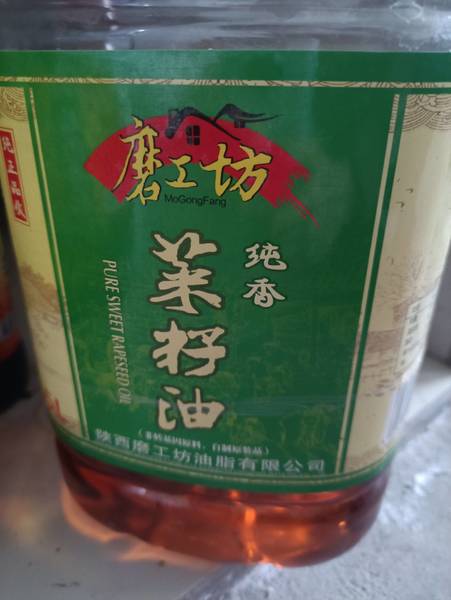 磨工坊
MoGongFang
纯香
菜籽油
PURE SWEET RAPESEED OIL
(非转基因原料、自制原装品)
陕西磨工坊油脂有限公司